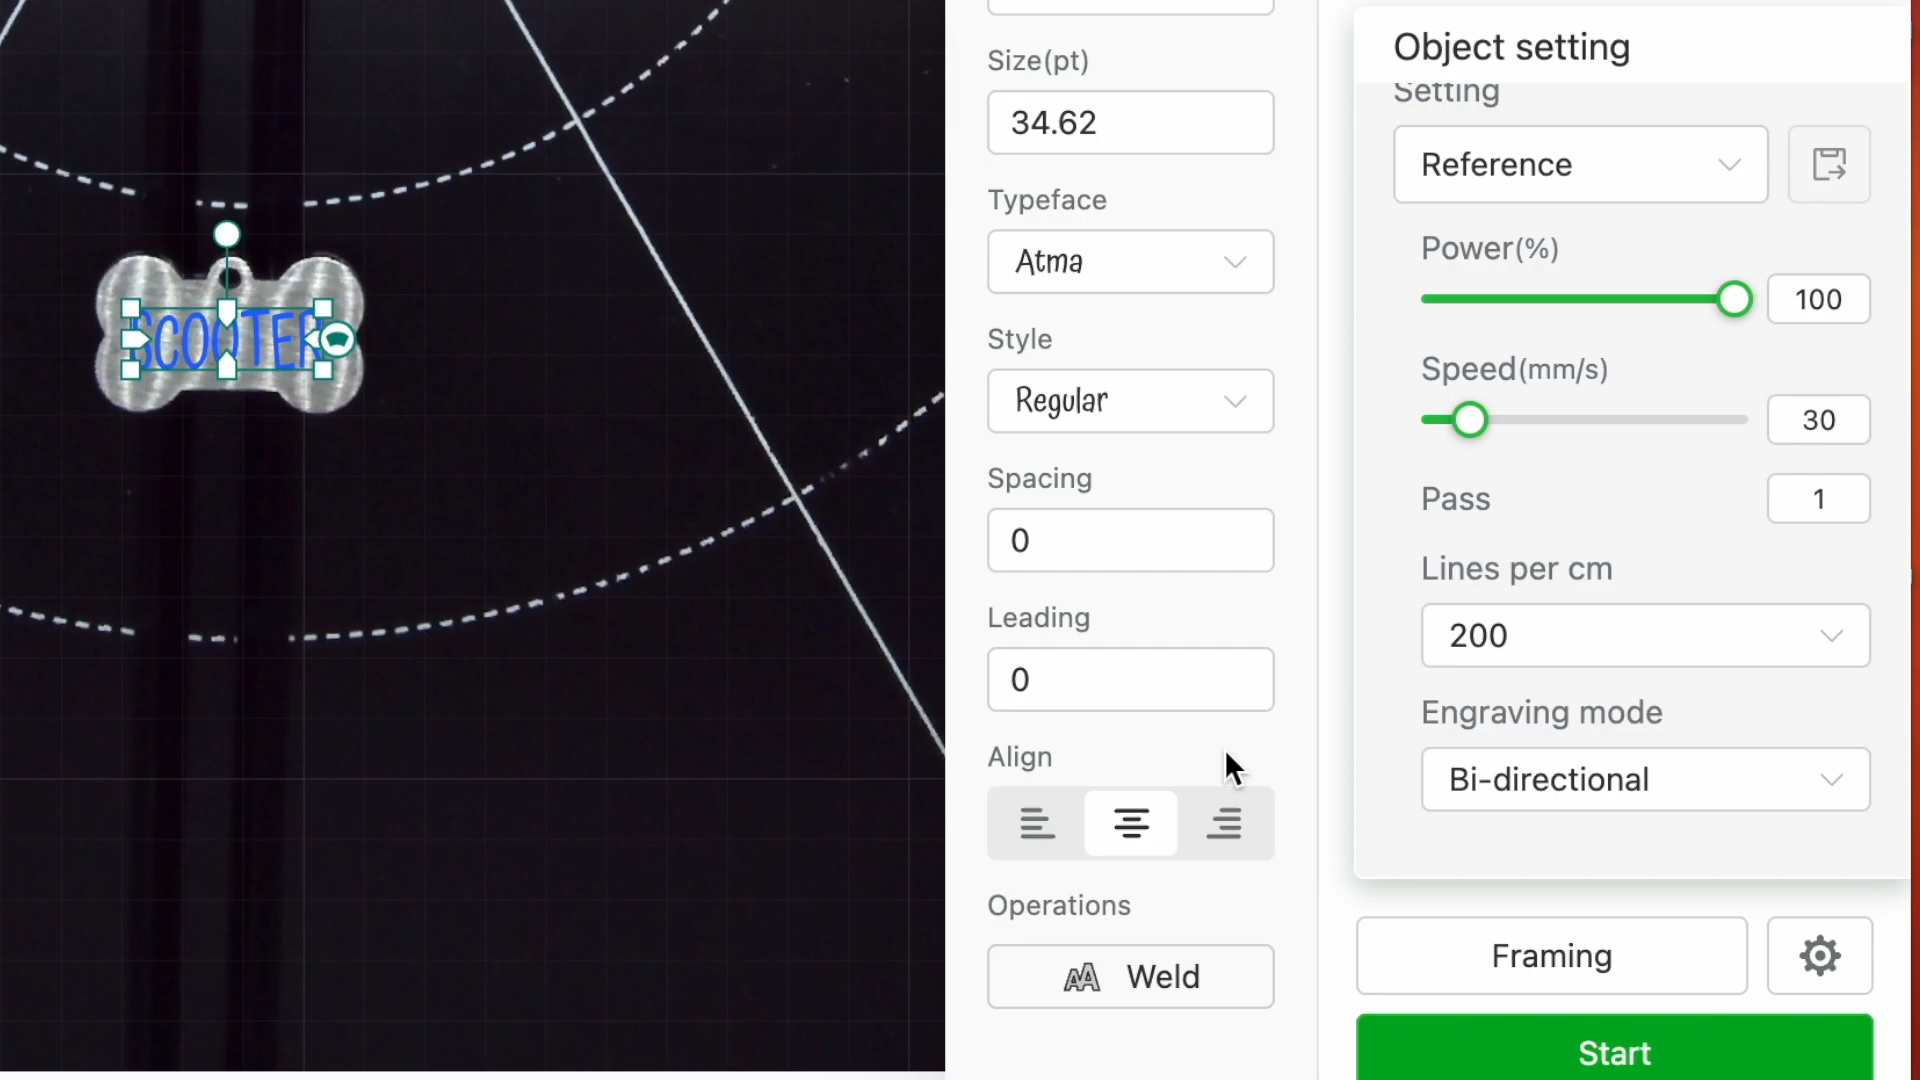 SCOOTER
Size(pt)
34.62
Typeface
Atma
Style
Regular
Spacing
0
Leading
0
Align
Operations
Weld
Object setting
Setting
Reference
Power(%)
100
Speed(mm/s)
30
Pass
1
Lines per cm
200
Engraving mode
Bi-directional
Framing
Start